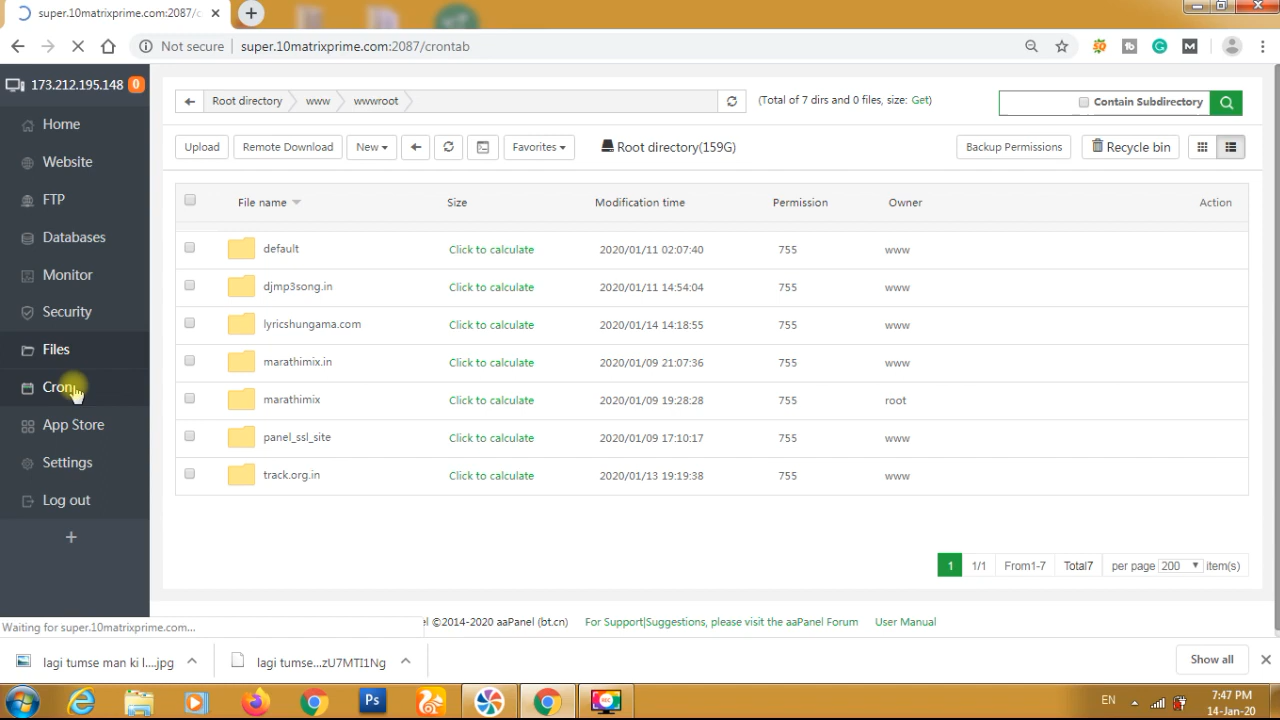 super.10matrixprime.com:2087/c
Not secure
super.10matrixprime.com:2087/crontab
173.212.195.148
0
Home
Website
FTP
Databases
Monitor
Security
Files
Cron
App Store
Settings
Log out
Root directory www wwwroot
(Total of 7 dirs and 0 files, size: Get)
Contain Subdirectory
Upload Remote Download New Favorites Root directory(159G) Backup Permissions Recycle bin
File name Size Modification time Permission Owner Action
default Click to calculate 2020/01/11 02:07:40 755 www
djmp3song.in Click to calculate 2020/01/11 14:54:04 755 www
lyricshungama.com Click to calculate 2020/01/14 14:18:55 755 www
marathimix.in Click to calculate 2020/01/09 21:07:36 755 www
marathimix Click to calculate 2020/01/09 19:28:28 755 root
panel_ssl_site Click to calculate 2020/01/09 17:10:17 755 www
track.org.in Click to calculate 2020/01/13 19:19:38 755 www
1 1/1 From1-7 Total7 per page 200 item(s)
©2014-2020 aaPanel (bt.cn) For Support|Suggestions, please visit the aaPanel Forum User Manual
Waiting for super.10matrixprime.com...
lagi tumse man ki l....jpg
lagi tumse...zU7MTI1Ng
Show all
Ps
EN
7:47 PM
14-Jan-20